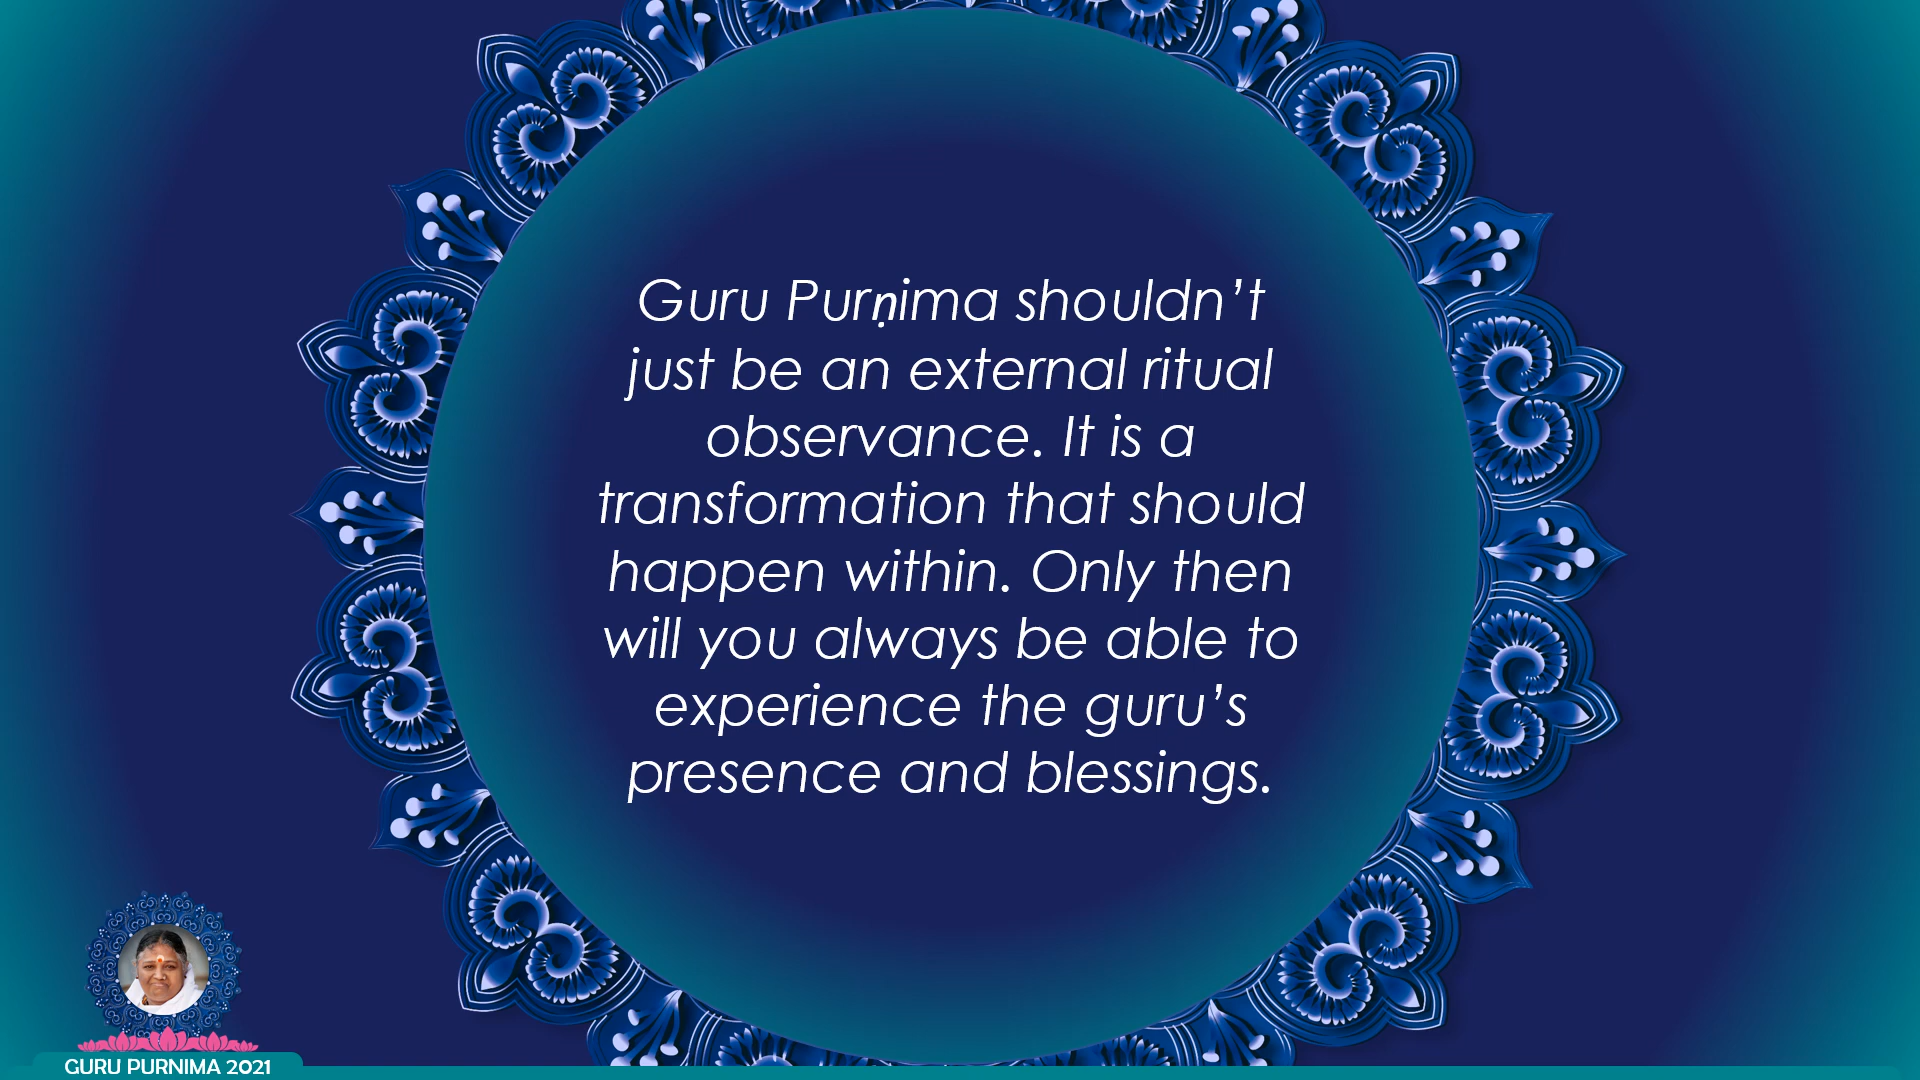 Guru Purṇima shouldn’t
just be an external ritual
observance. It is a
transformation that should
happen within. Only then
will you always be able to
experience the guru’s
presence and blessings.
GURU PURNIMA 2021